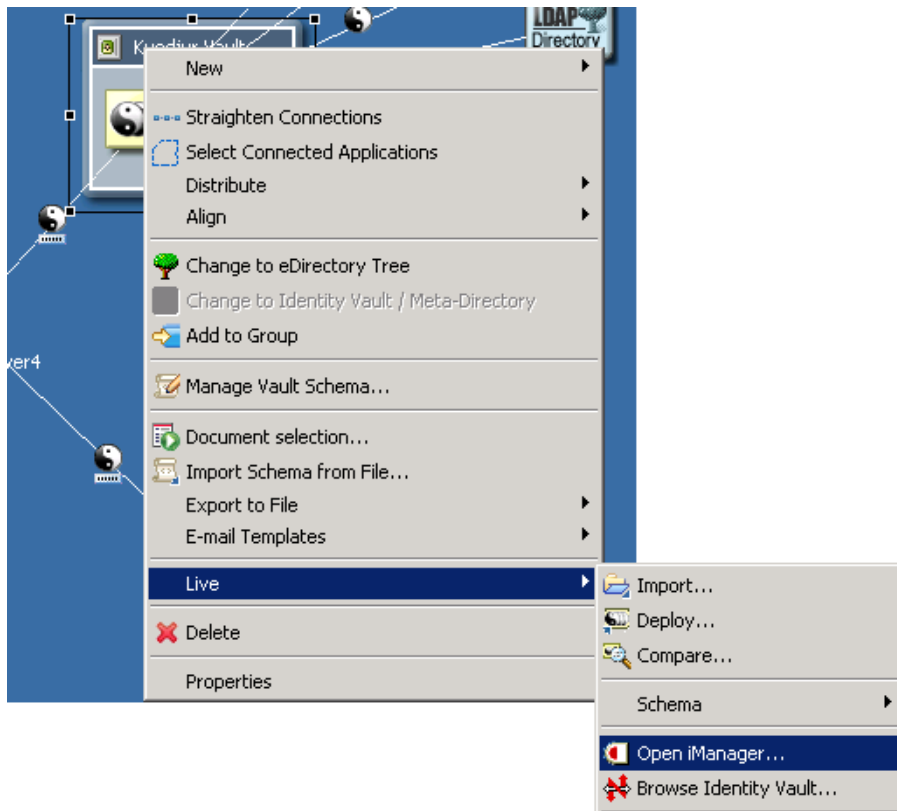 LDAP
Directory
Vault
New
Straighten Connections
Select Connected Applications
Distribute
Align
Change to eDirectory Tree
Change to Identity Vault / Meta-Directory
Add to Group
ver4
Manage Vault Schema...
Document selection...
Import Schema from File...
Export to File
E-mail Templates
Live
Import...
Deploy...
Delete
Compare...
Properties
Schema
Open iManager...
Browse Identity Vault...